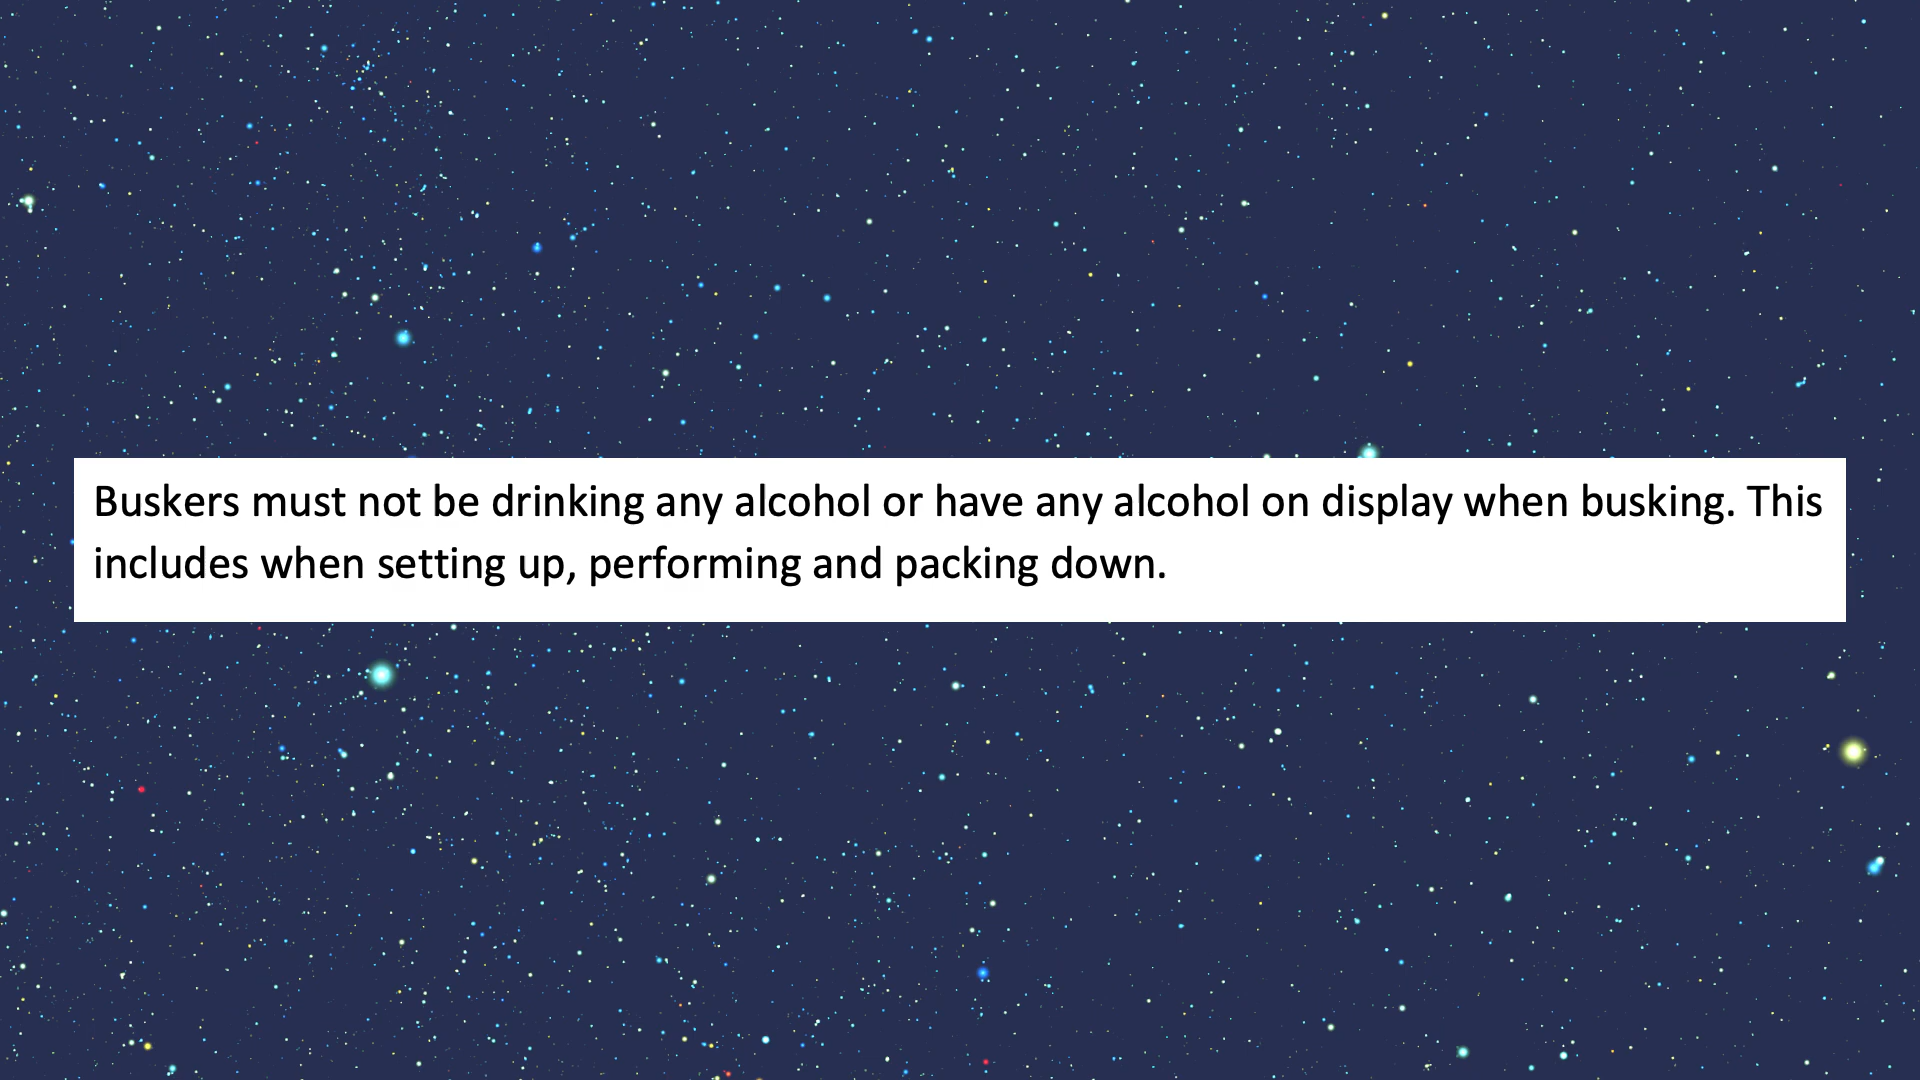 Buskers must not be drinking any alcohol or have any alcohol on display when busking. This
includes when setting up, performing and packing down.